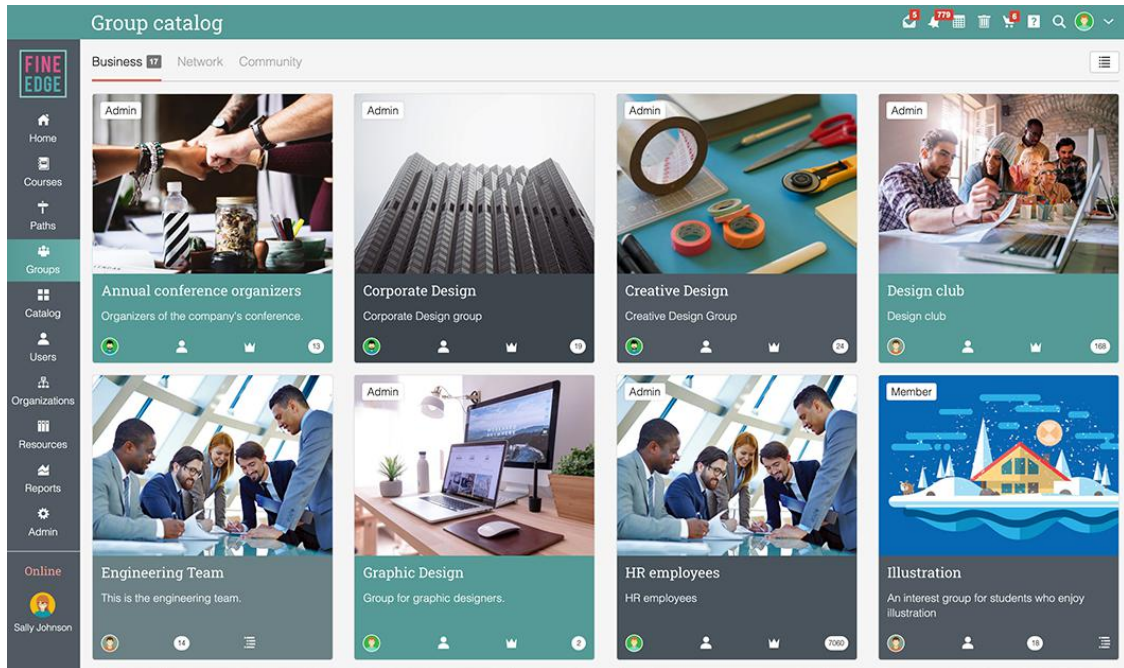 Group catalog
5
779
6
?
FINE
EDGE
Home
Courses
Paths
Groups
Catalog
Users
Organizations
Resources
Reports
Admin
Online
Sally Johnson
Business 17 Network Community
Admin
Annual conference organizers
Organizers of the company's conference.
13
Admin
Corporate Design
Corporate Design group
19
Admin
Creative Design
Creative Design Group
24
Admin
Design club
Design club
168
Engineering Team
This is the engineering team.
14
Admin
Graphic Design
Group for graphic designers.
2
Admin
HR employees
HR employees
7060
Member
Illustration
An interest group for students who enjoy
illustration